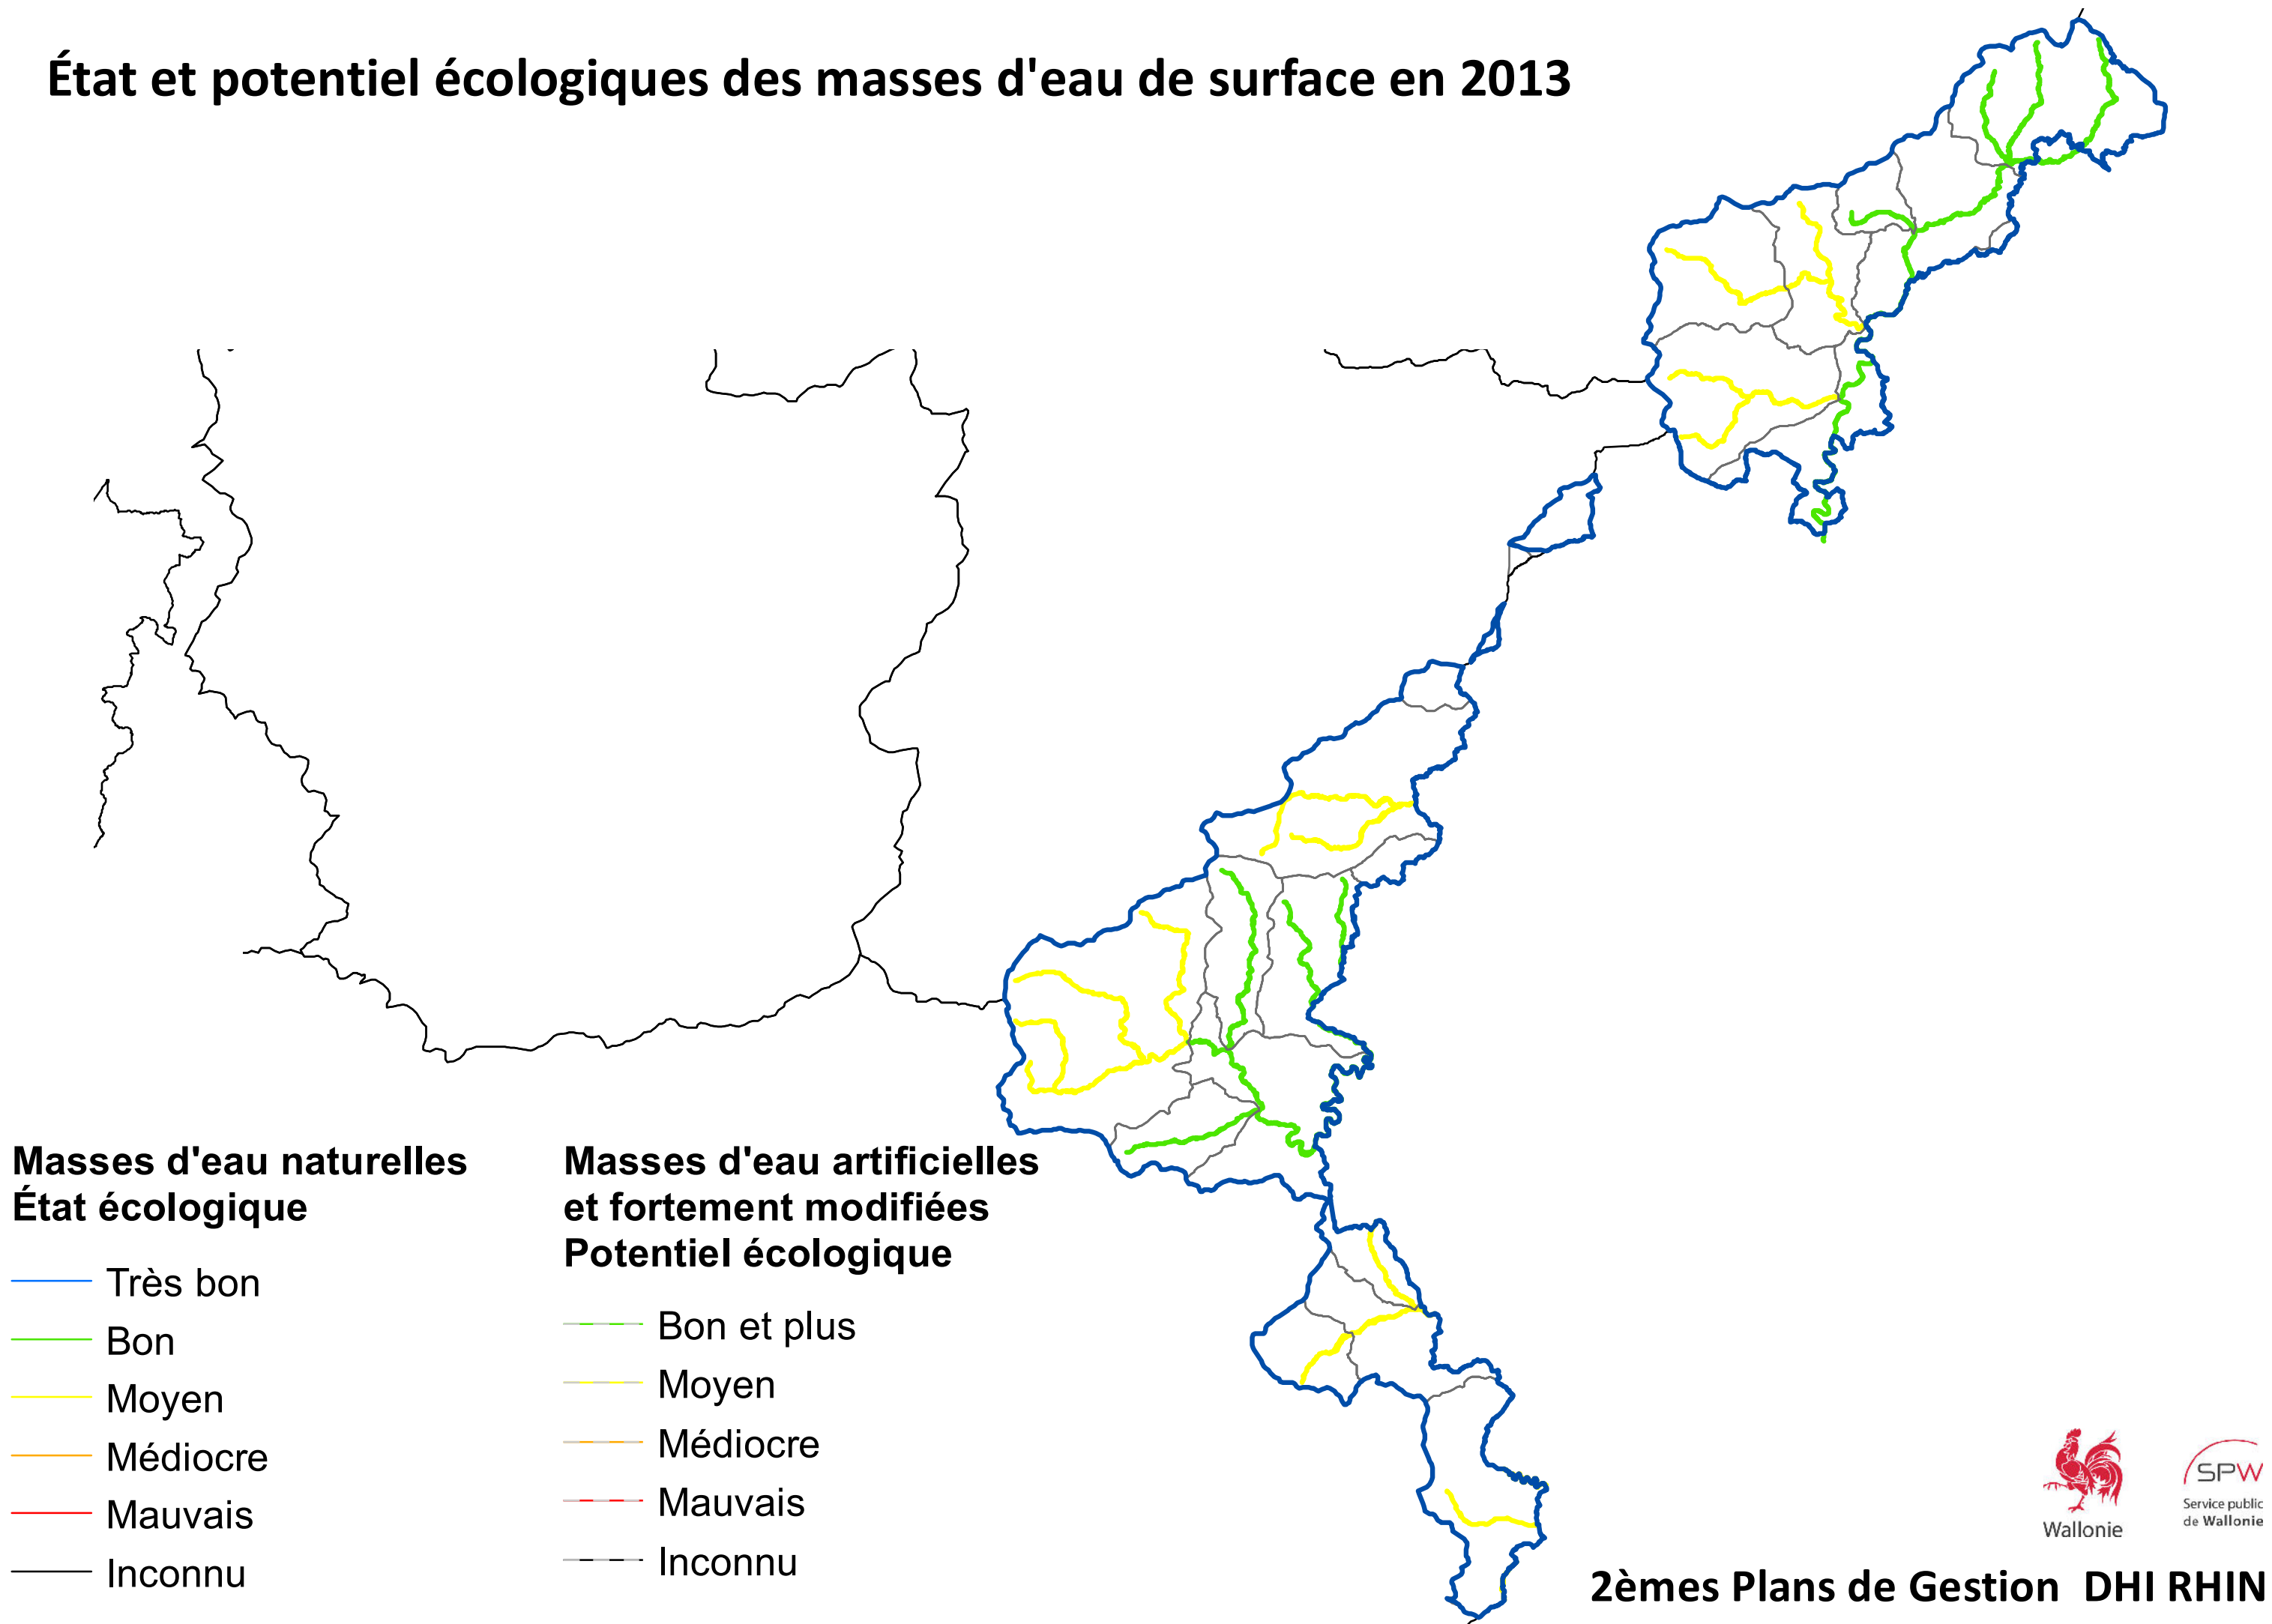 État et potentiel écologiques des masses d'eau de surface en 2013
Masses d'eau naturelles
État écologique
Très bon
Bon
Moyen
Médiocre
Mauvais
Inconnu
Masses d'eau artificielles
et fortement modifiées
Potentiel écologique
Bon et plus
Moyen
Médiocre
Mauvais
Inconnu
Wallonie
SPW
Service public
de Wallonie
2èmes Plans de Gestion DHI RHIN